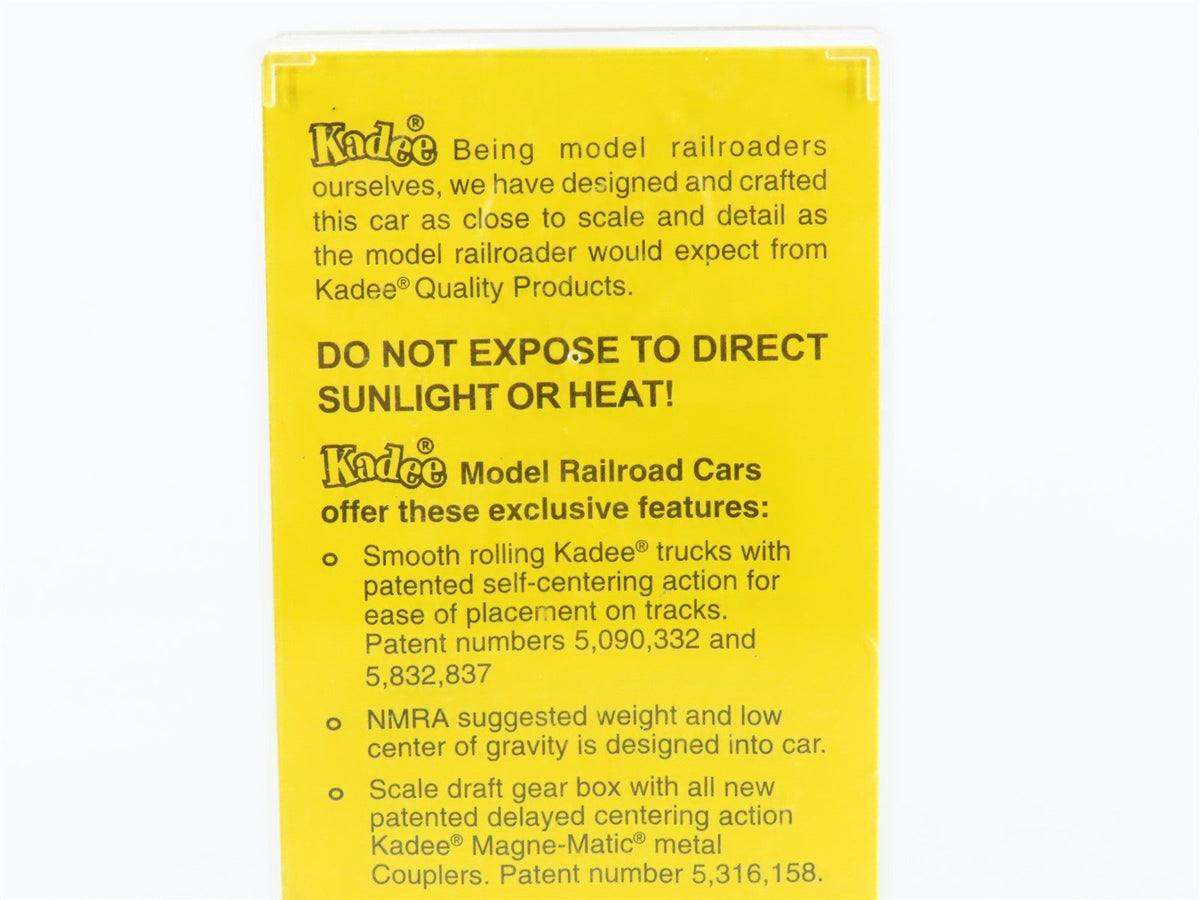 Kadee® Being model railroaders
ourselves, we have designed and crafted
this car as close to scale and detail as
the model railroader would expect from
Kadee® Quality Products.
DO NOT EXPOSE TO DIRECT
SUNLIGHT OR HEAT!
Kadee® Model Railroad Cars
offer these exclusive features:
o Smooth rolling Kadee® trucks with
patented self-centering action for
ease of placement on tracks.
Patent numbers 5,090,332 and
5,832,837
o NMRA suggested weight and low
center of gravity is designed into car.
o Scale draft gear box with all new
patented delayed centering action
Kadee® Magne-Matic® metal
Couplers. Patent number 5,316,158.